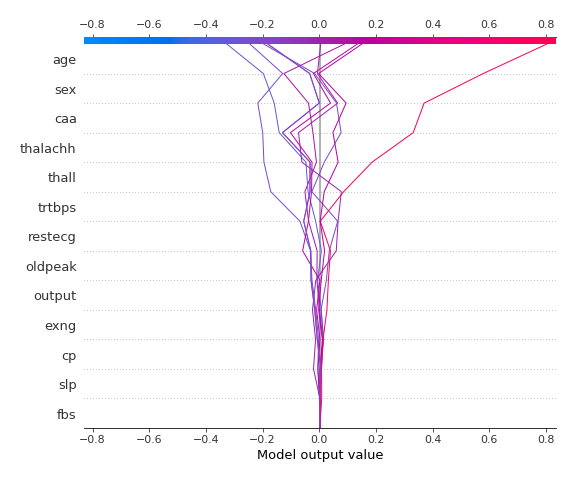 −0.8 −0.6 −0.4 −0.2 0.0 0.2 0.4 0.6 0.8
age
sex
caa
thalachh
thall
trtbps
restecg
oldpeak
output
exng
cp
slp
fbs
−0.8 −0.6 −0.4 −0.2 0.0 0.2 0.4 0.6 0.8
Model output value